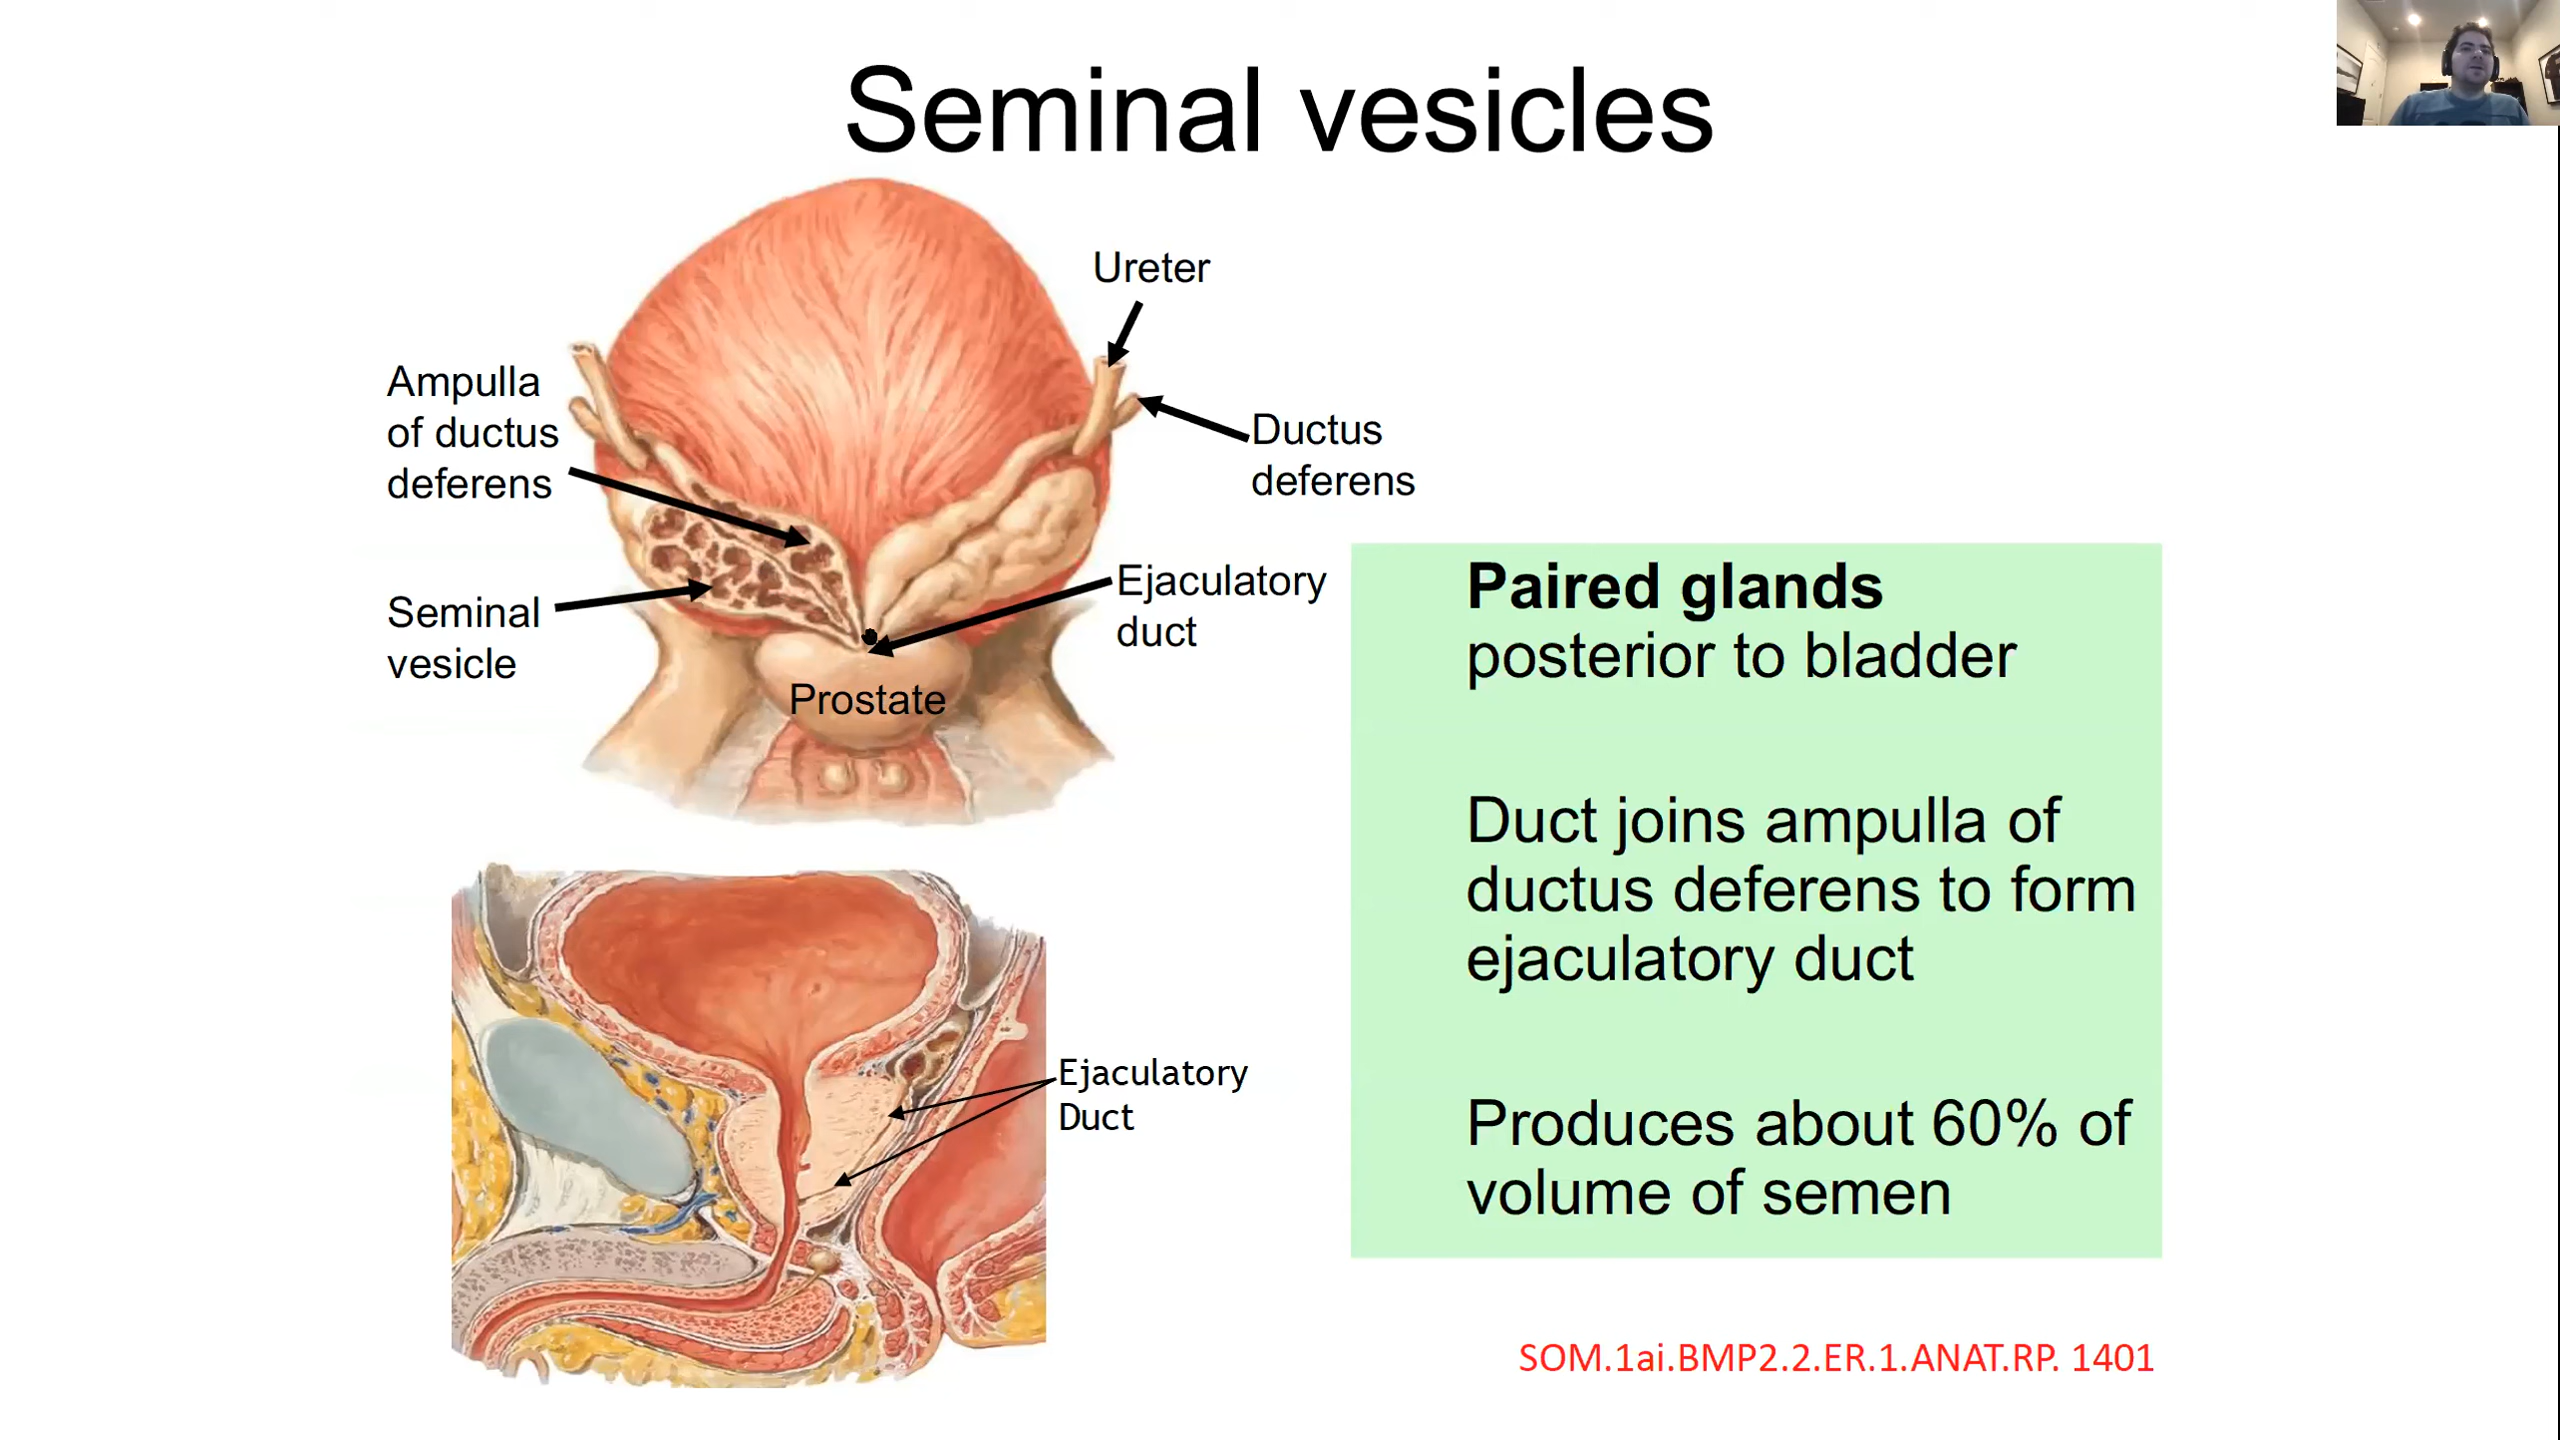 Seminal vesicles
Ureter
Ampulla
of ductus
deferens
Ductus
deferens
Ejaculatory
duct
Seminal
vesicle
Prostate
Paired glands
posterior to bladder
Duct joins ampulla of
ductus deferens to form
ejaculatory duct
Produces about 60% of
volume of semen
Ejaculatory
Duct
SOM.1ai.BMP2.2.ER.1.ANAT.RP. 1401